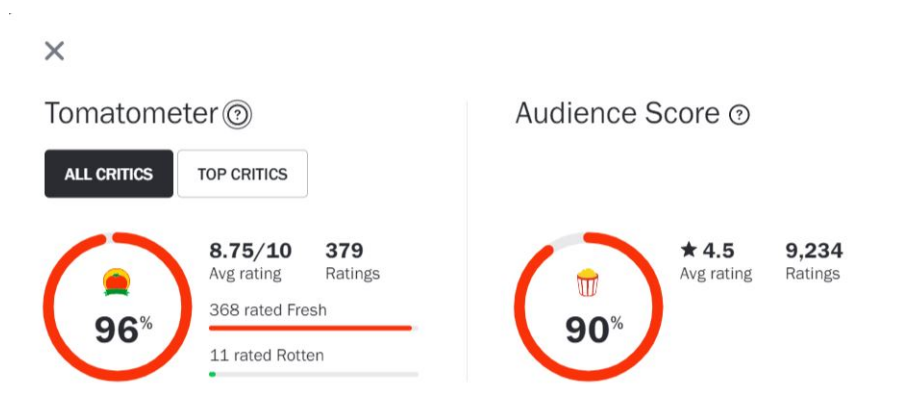 Tomatometer ?
ALL CRITICS TOP CRITICS
96%
8.75/10 379
Avg rating Ratings
368 rated Fresh
11 rated Rotten
Audience Score ?
90%
★ 4.5 9,234
Avg rating Ratings